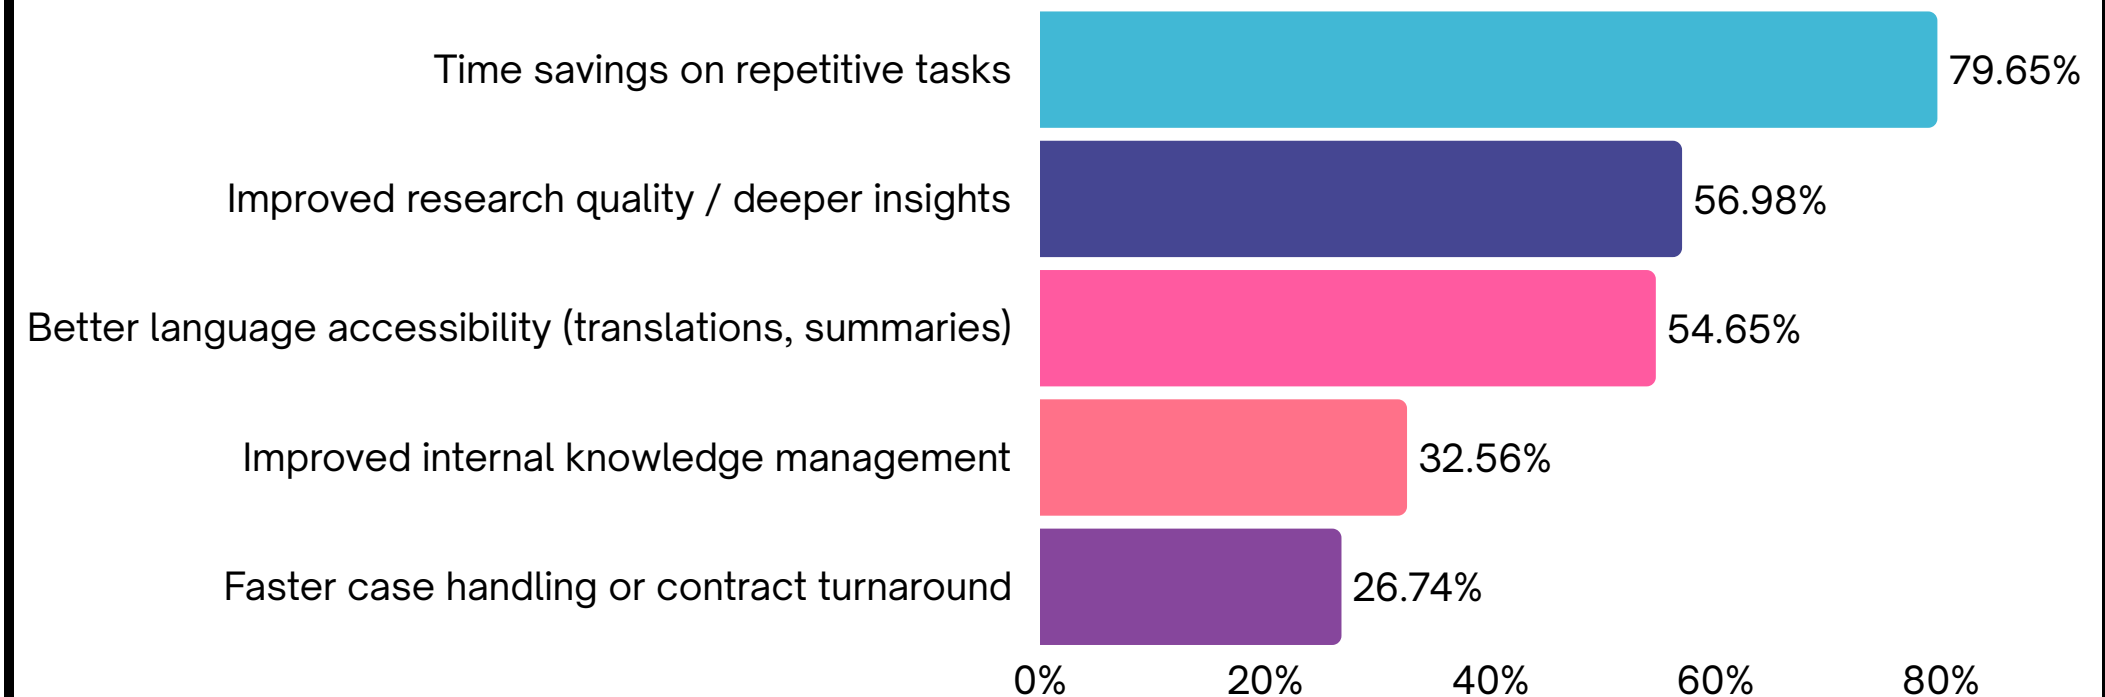 Time savings on repetitive tasks 79.65%
Improved research quality / deeper insights 56.98%
Better language accessibility (translations, summaries) 54.65%
Improved internal knowledge management 32.56%
Faster case handling or contract turnaround 26.74%
0% 20% 40% 60% 80%